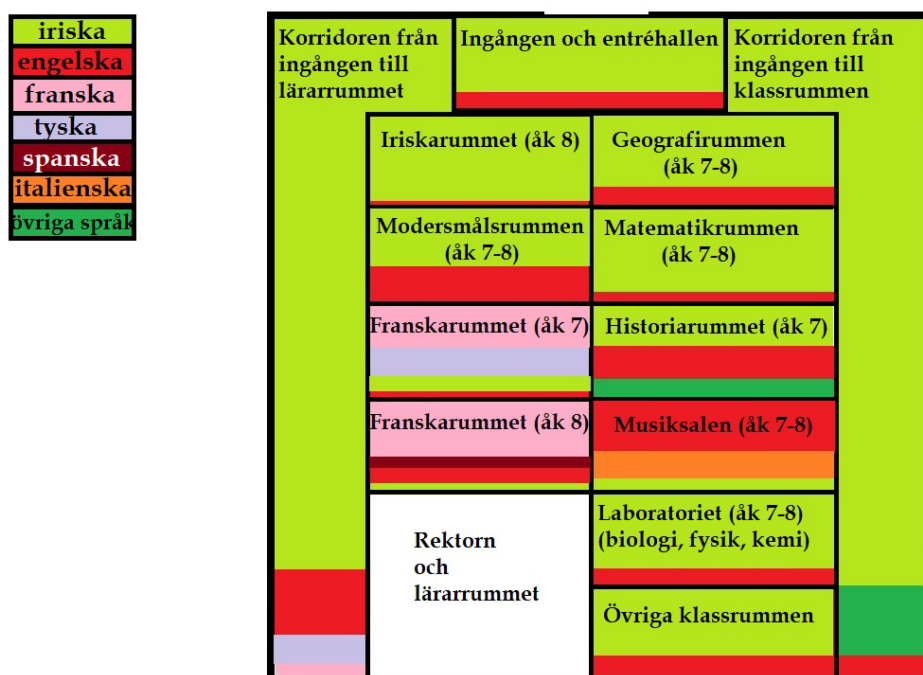 iriska
engelska
franska
tyska
spanska
italienska
övriga språk
Korridoren från
ingången till
lärarrummet
Ingången och entréhallen
Korridoren från
ingången till
klassrummen
Iriskarummet (åk 8)
Geografirummen
(åk 7-8)
Modersmålsrummen
(åk 7-8)
Matematikrummen
(åk 7-8)
Franskarummet (åk 7)
Historiarummet (åk 7)
Franskarummet (åk 8)
Musiksalen (åk 7-8)
Rektorn
och
lärarrummet
Laboratoriet (åk 7-8)
(biologi, fysik, kemi)
Övriga klassrummen